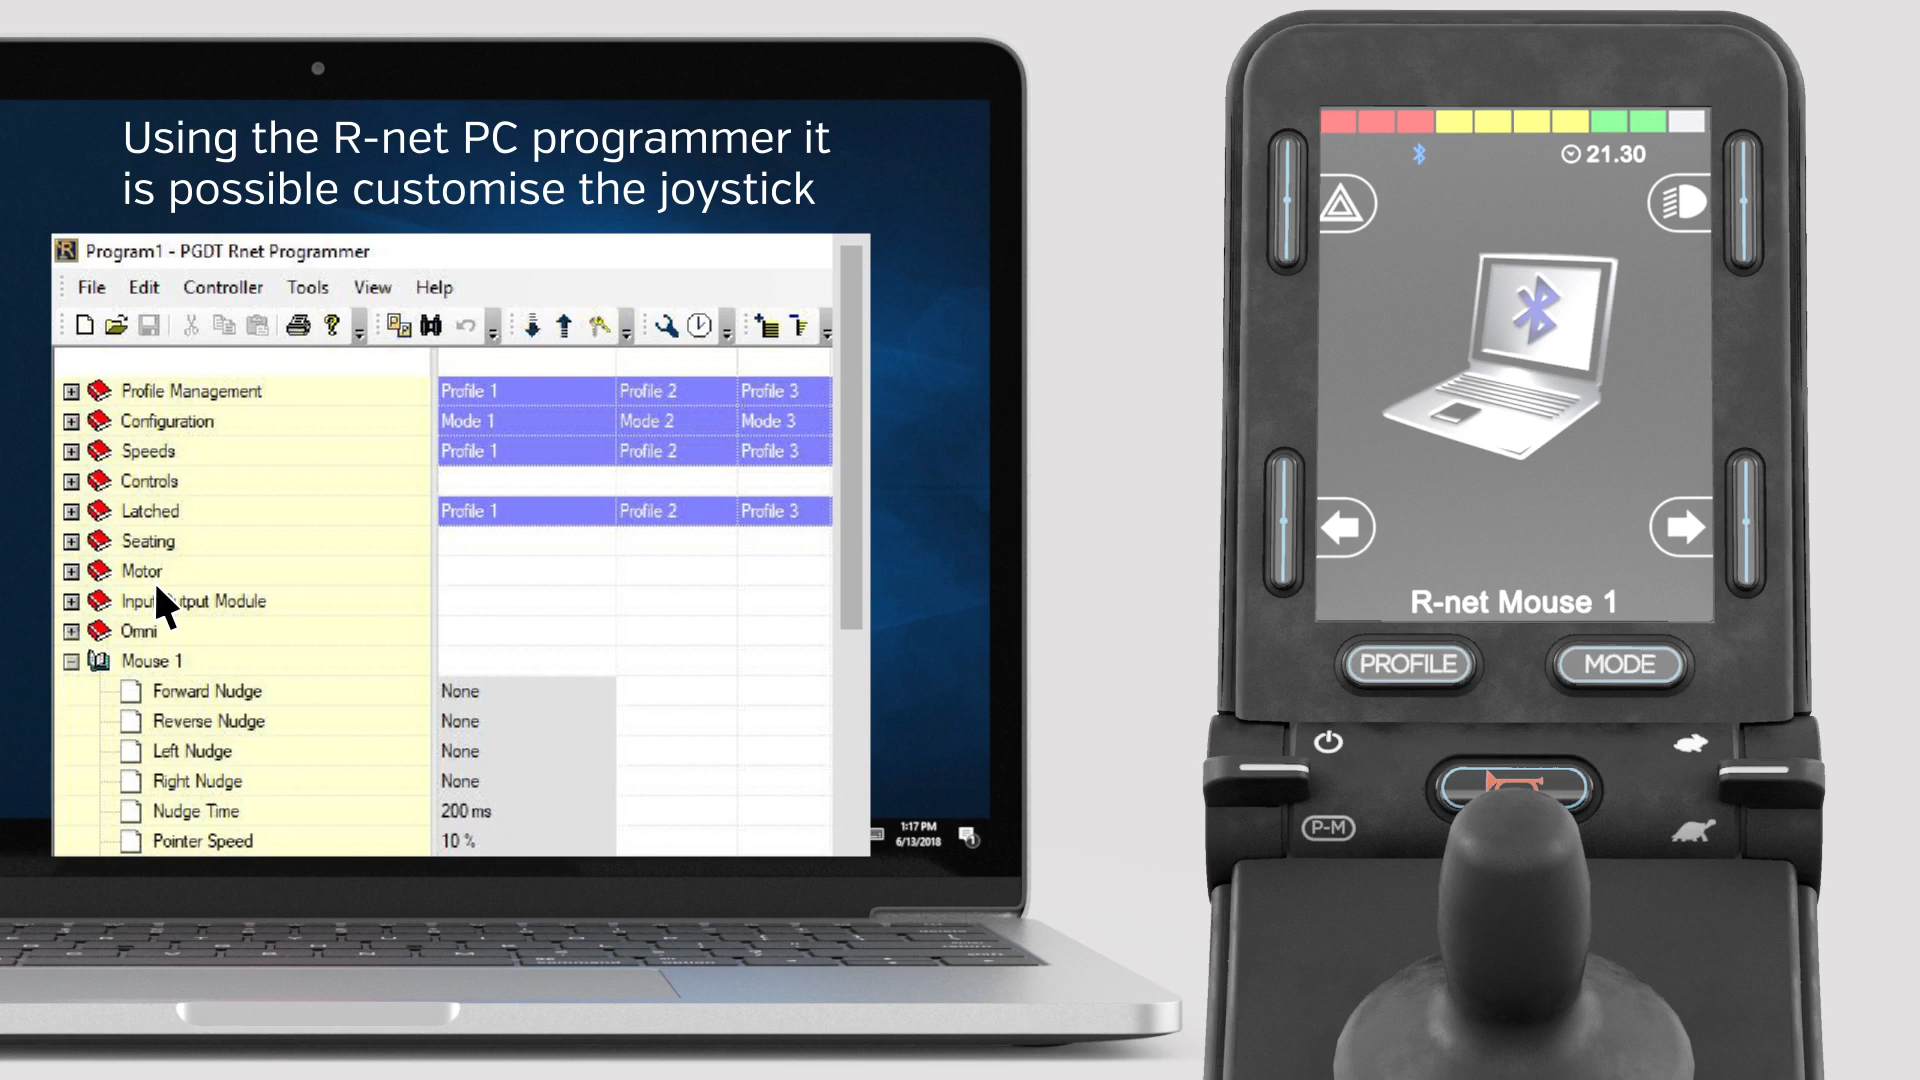 Using the R-net PC programmer it
is possible customise the joystick
Program1 - PGDT Rnet Programmer
File Edit Controller Tools View Help
Profile Management Profile 1 Profile 2 Profile 3
Configuration Mode 1 Mode 2 Mode 3
Speeds Profile 1 Profile 2 Profile 3
Controls
Latched Profile 1 Profile 2 Profile 3
Seating
Motor
Module
Omni
Mouse 1
Forward Nudge None
Reverse Nudge None
Left Nudge None
Right Nudge None
Nudge Time 200 ms
Pointer Speed 10 %
1:17 PM
6/13/2018
1
21.30
R-net Mouse 1
PROFILE MODE
P-M